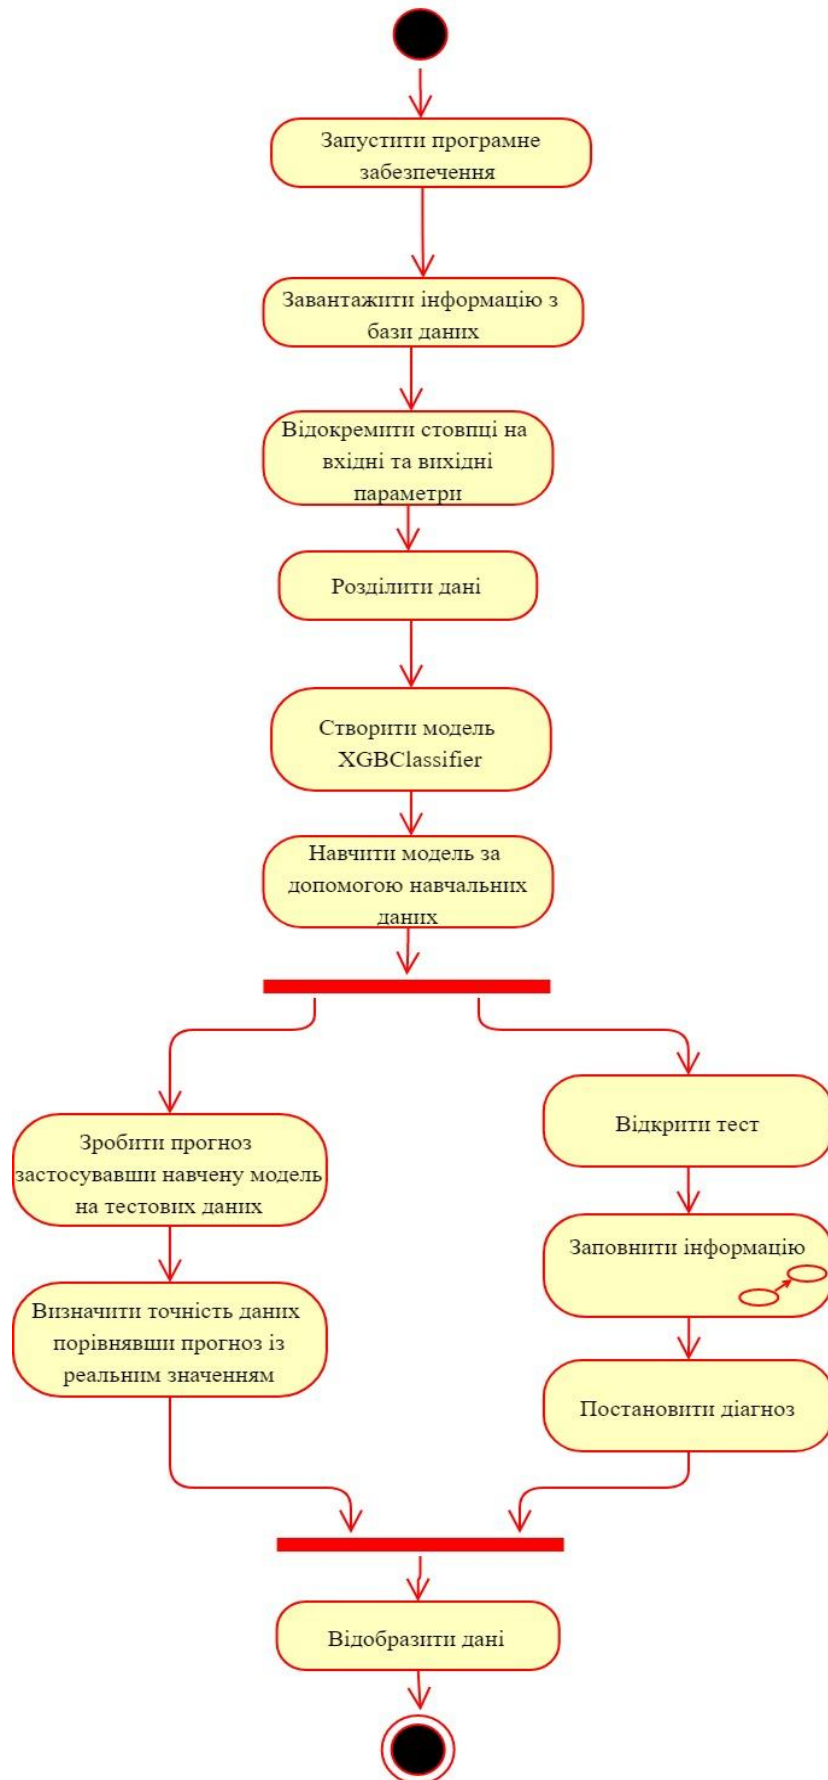 Запустити програмне
забезпечення
Завантажити інформацію з
бази даних
Відокремити стовпці на
вхідні та вихідні
параметри
Розділити дані
Створити модель
XGBClassifier
Навчити модель за
допомогою навчальних
даних
Зробити прогноз
застосувавши навчену модель
на тестових даних
Визначити точність даних
порівнявши прогноз із
реальним значенням
Відкрити тест
Заповнити інформацію
Постановити діагноз
Відобразити дані